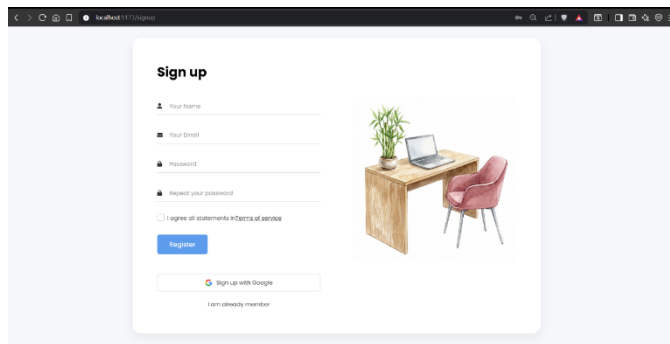 localhost:5173/signup
Sign up
Your Name
Your Email
Password
Repeat your password
I agree all statements inTerms of service
Register
Sign up with Google
I am already member